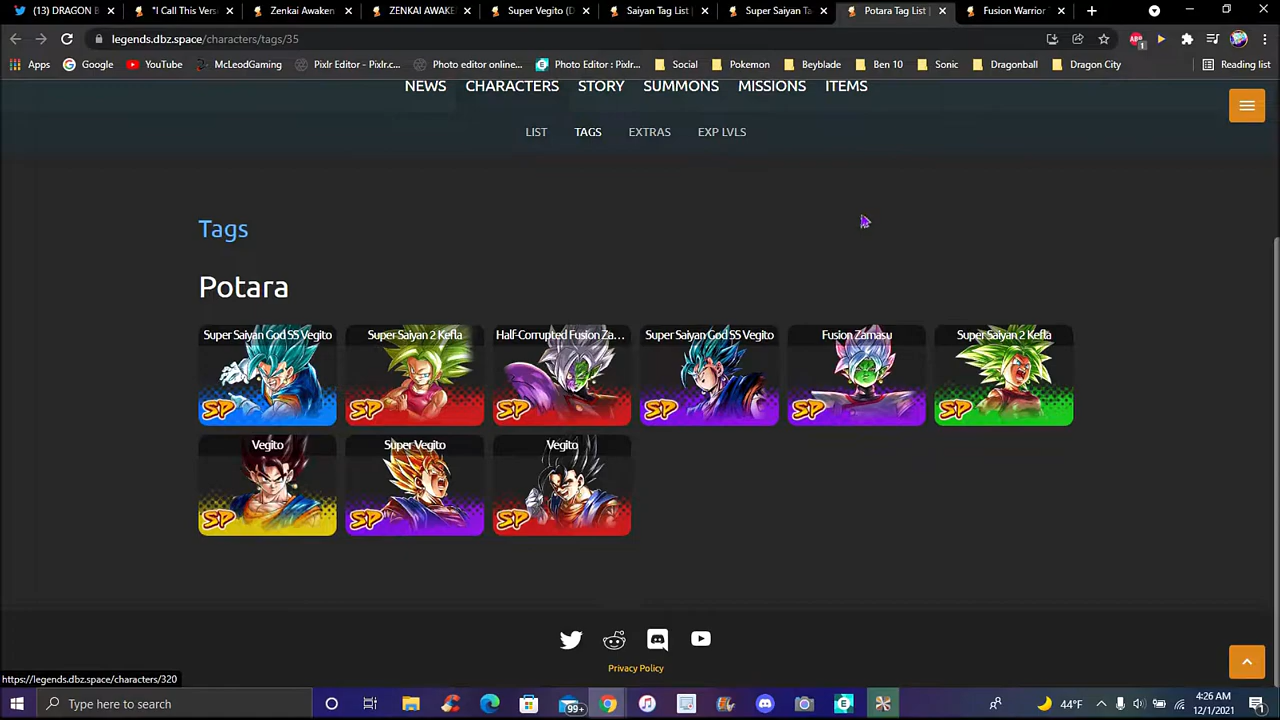 (13) DRAGON B
"I Call This Vers
Zenkai Awaken
ZENKAI AWAKE
Super Vegito (D
Saiyan Tag List |
Super Saiyan Ta
Potara Tag List |
Fusion Warrior
legends.dbz.space/characters/tags/35
Apps
Google
YouTube
McLeodGaming
Pixlr Editor - Pixlr.c...
Photo editor online...
Photo Editor : Pixlr...
Social
Pokemon
Beyblade
Ben 10
Sonic
Dragonball
Dragon City
Reading list
NEWS
CHARACTERS
STORY
SUMMONS
MISSIONS
ITEMS
LIST
TAGS
EXTRAS
EXP LVLS
Tags
Potara
Super Saiyan God SS Vegito
Super Saiyan 2 Kefla
Half-Corrupted Fusion Za...
Super Saiyan God SS Vegito
Fusion Zamasu
Super Saiyan 2 Kefla
SP
SP
SP
SP
SP
SP
Vegito
Super Vegito
Vegito
SP
SP
SP
Privacy Policy
https://legends.dbz.space/characters/320
Type here to search
99+
44°F
4:26 AM
12/1/2021